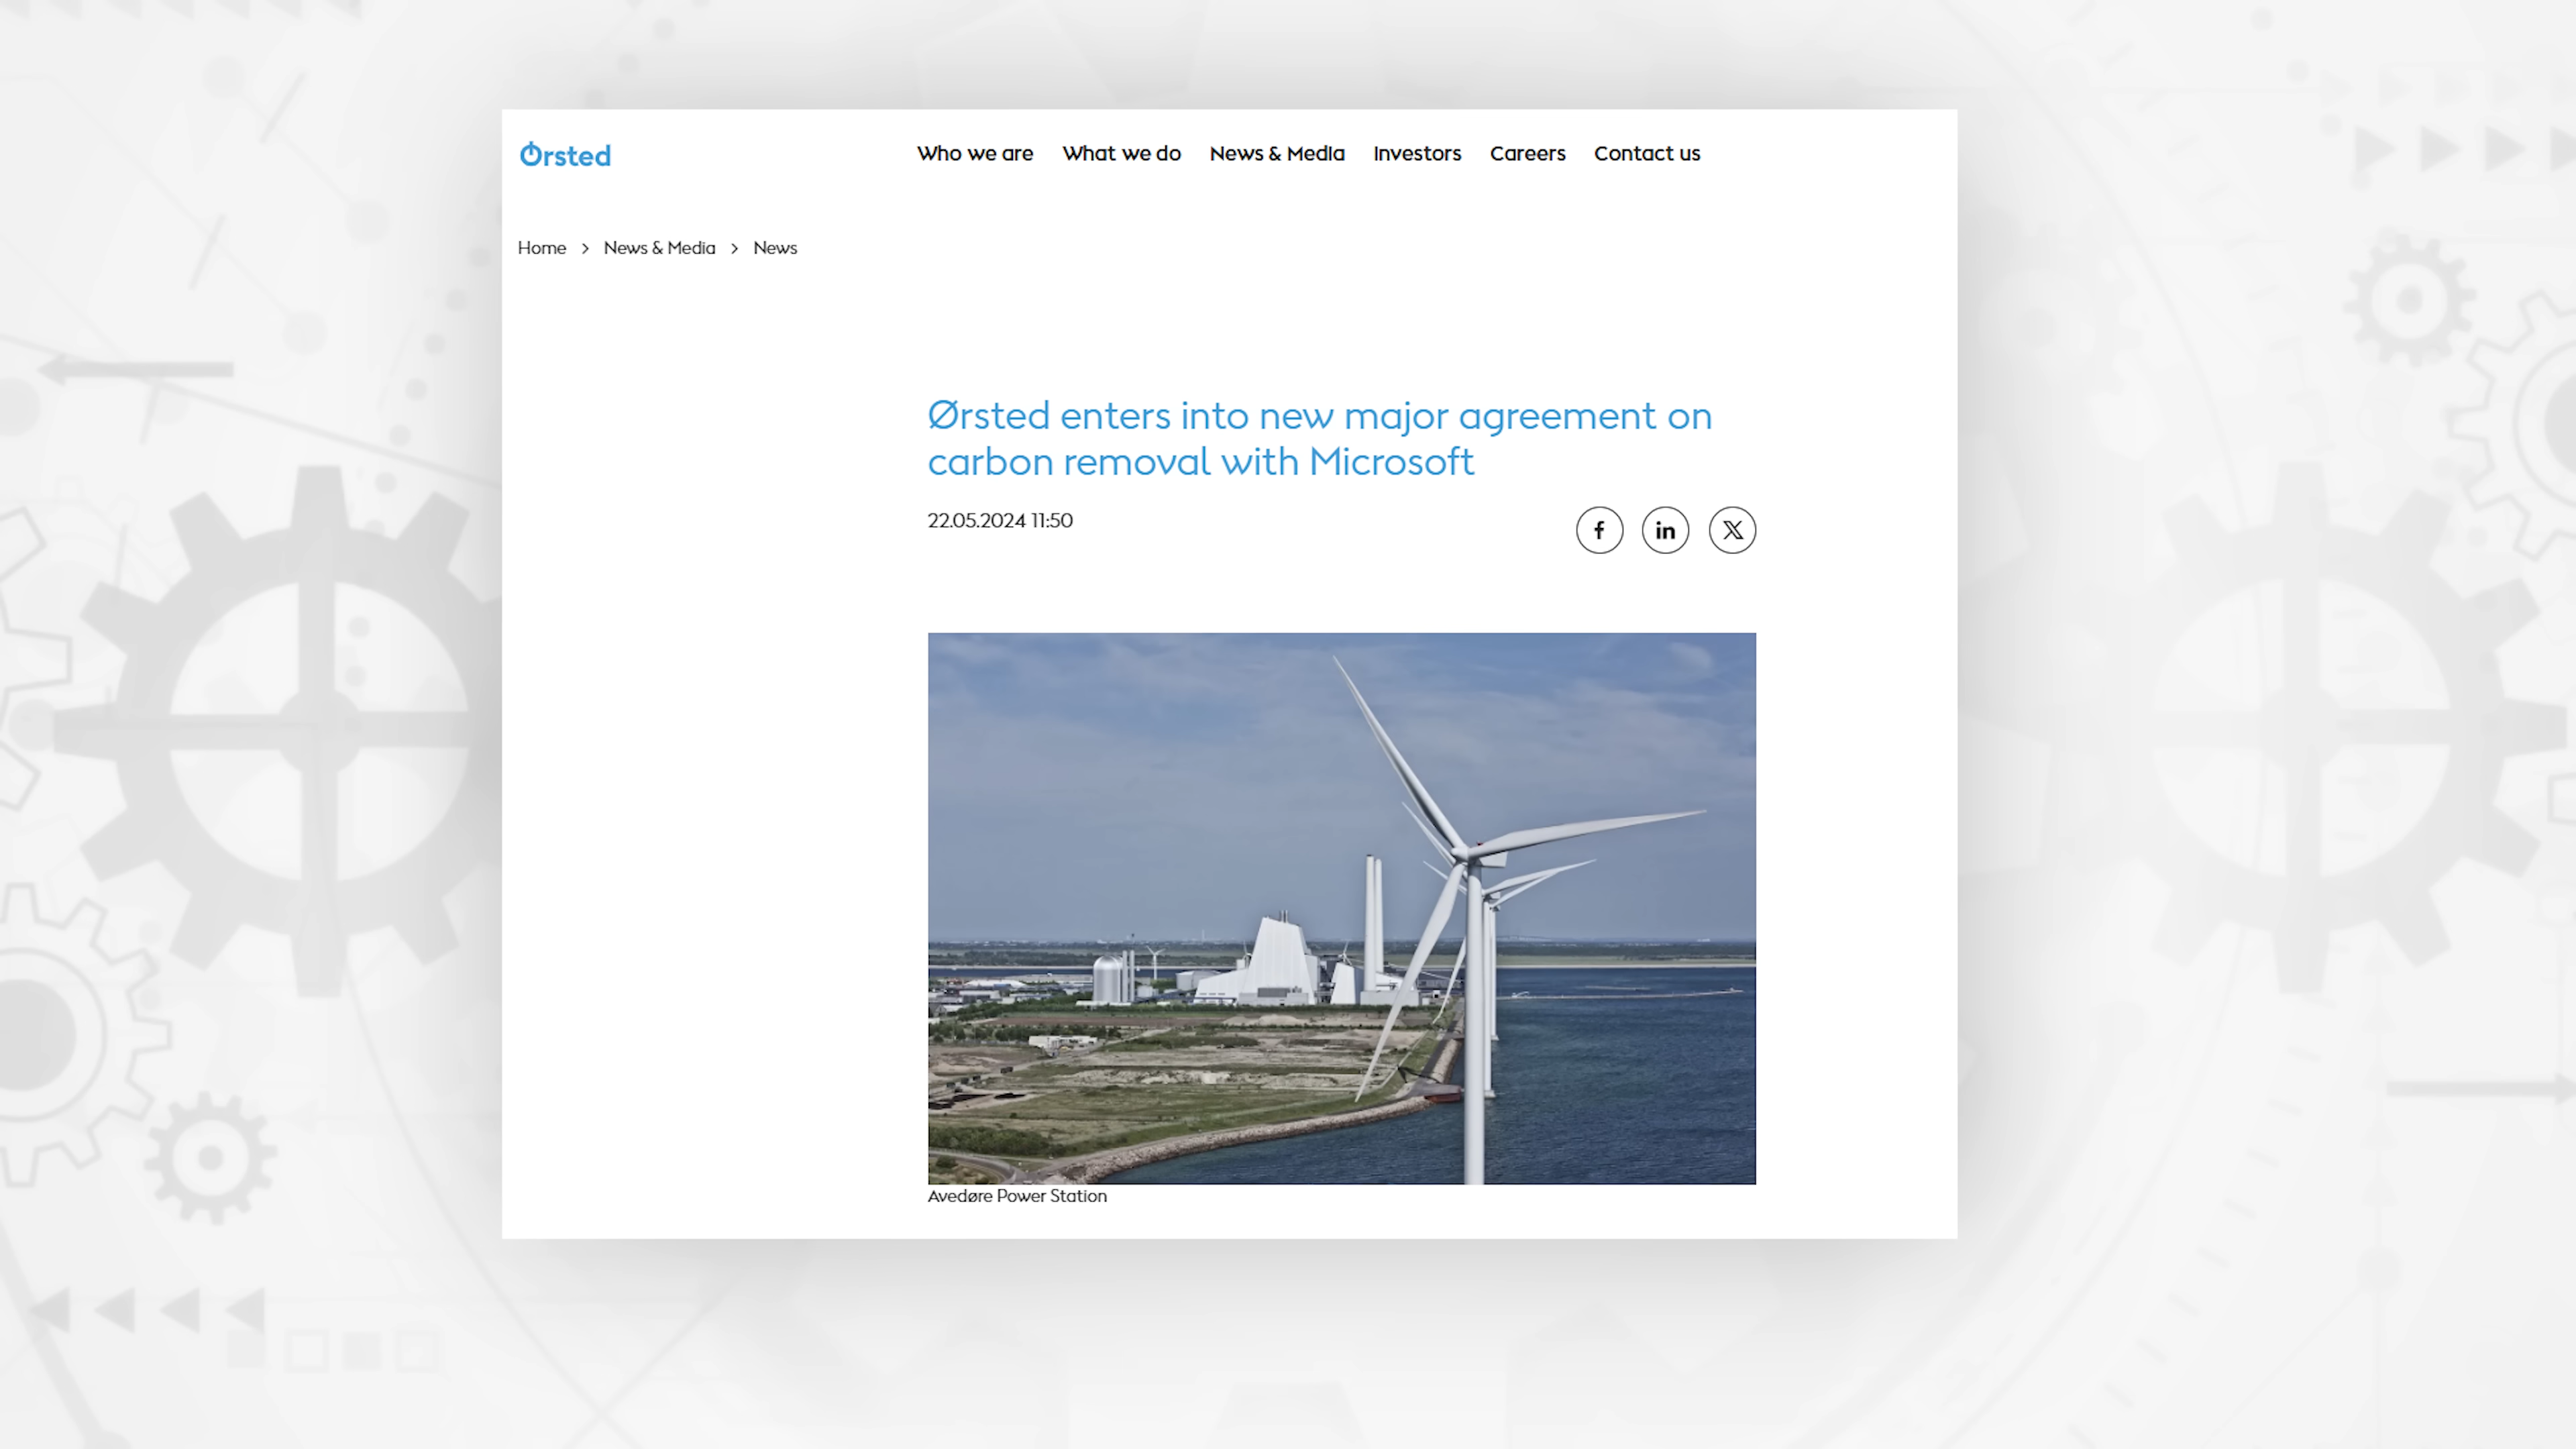 Ørsted
Who we are What we do News & Media Investors Careers Contact us
Home > News & Media > News
Ørsted enters into new major agreement on
carbon removal with Microsoft
22.05.2024 11:50
f in X
Avedøre Power Station